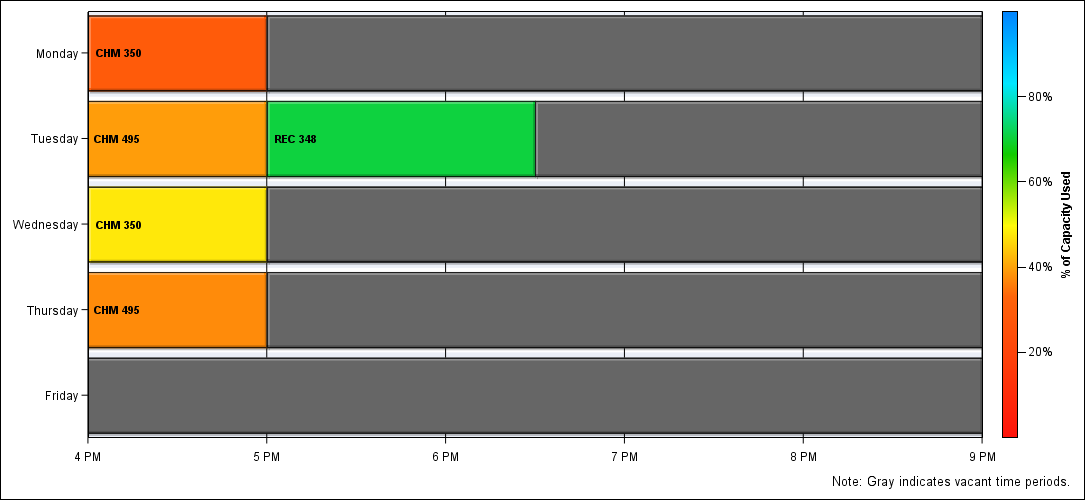 Monday
CHM 350
Tuesday
CHM 495
REC 348
Wednesday
CHM 350
Thursday
CHM 495
Friday
4 PM
5 PM
6 PM
7 PM
8 PM
9 PM
80%
60%
40%
20%
% of Capacity Used
Note: Gray indicates vacant time periods.